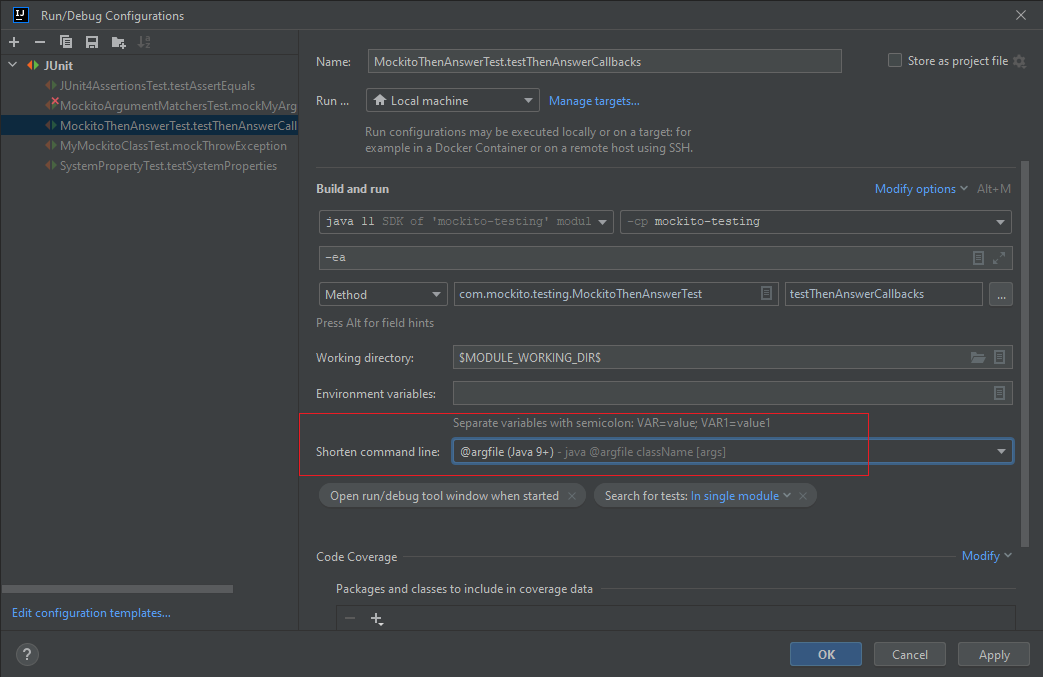 Run/Debug Configurations
JUnit
JUnit4AssertionsTest.testAssertEquals
MockitoArgumentMatchersTest.mockMyArg
MockitoThenAnswerTest.testThenAnswerCall
MyMockitoClassTest.mockThrowException
SystemPropertyTest.testSystemProperties
Edit configuration templates...
Name: MockitoThenAnswerTest.testThenAnswerCallbacks Store as project file
Run ... Local machine Manage targets...
Run configurations may be executed locally or on a target: for
example in a Docker Container or on a remote host using SSH.
Build and run Modify options Alt+M
java 11 SDK of 'mockito-testing' modul -cp mockito-testing
-ea
Method com.mockito.testing.MockitoThenAnswerTest testThenAnswerCallbacks ...
Press Alt for field hints
Working directory: $MODULE_WORKING_DIR$
Environment variables:
Separate variables with semicolon: VAR=value; VAR1=value1
Shorten command line: @argfile (Java 9+) - java @argfile className [args]
Open run/debug tool window when started × Search for tests: In single module ×
Code Coverage Modify
Packages and classes to include in coverage data
? OK Cancel Apply